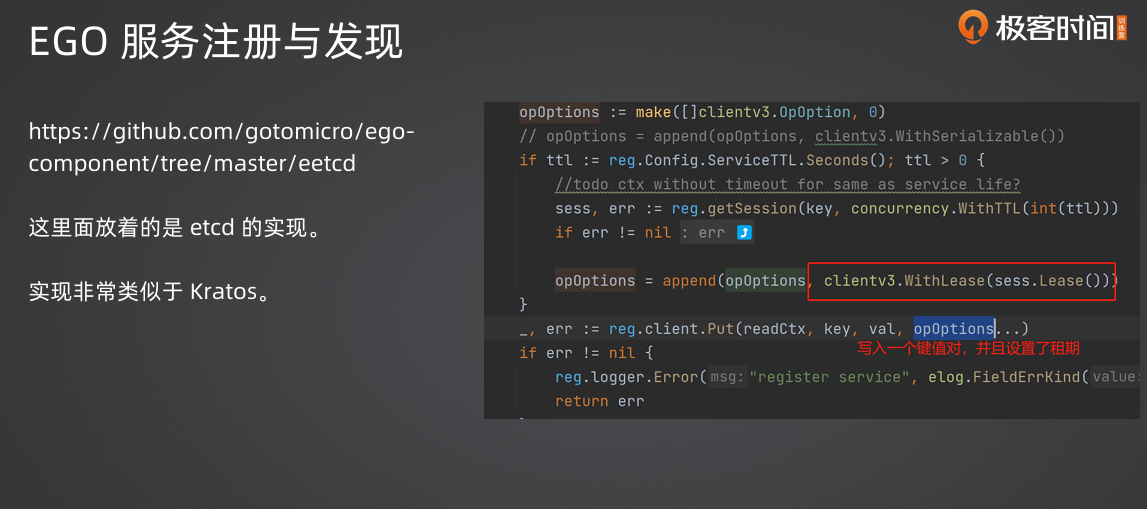 EGO 服务注册与发现
极客时间
训练营
https://github.com/gotomicro/ego-
component/tree/master/eetcd
这里面放着的是 etcd 的实现。
实现非常类似于 Kratos。
opOptions := make([]clientv3.OpOption, 0)
// opOptions = append(opOptions, clientv3.WithSerializable())
if ttl := reg.Config.ServiceTTL.Seconds(); ttl > 0 {
//todo ctx without timeout for same as service life?
sess, err := reg.getSession(key, concurrency.WithTTL(int(ttl)))
if err != nil : err
opOptions = append(opOptions, clientv3.WithLease(sess.Lease()))
}
_, err := reg.client.Put(readCtx, key, val, opOptions...)
写入一个键值对，并且设置了租期
if err != nil {
reg.logger.Error( msg: "register service", elog.FieldErrKind( value:
return err